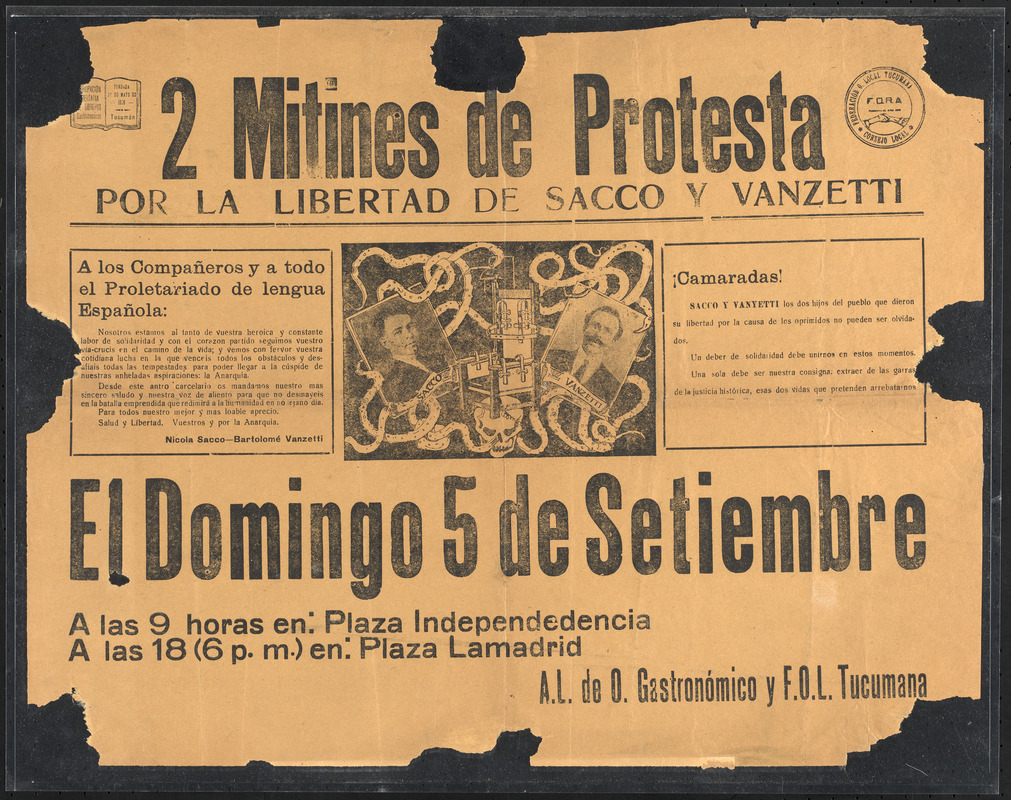 2 Mitines de Protesta
POR LA LIBERTAD DE SACCO Y VANZETTI
FUNDADA
Tucumán
FEDERACIÓN O. LOCAL TUCUMANA
F.O.R.A
CONSEJO LOCAL
A los Compañeros y a todo
el Proletariado de lengua
Española:
Nosotros estamos al tanto de vuestra heroica y constante
labor de solidaridad y con el corazon partido seguimos vuestro
via-crucis en el camino de la vida; y vemos con fervor vuestra
cotidiana lucha en la que venceis todos los obstáculos y des-
afiais todas las tempestades para poder llegar a la cúspide de
nuestras anheladas aspiraciones: la Anarquia.
Desde este antro carcelario os mandamos nuestro mas
sincero saludo y nuestra voz de aliento para que no desmayeis
en la batalla emprendida que redimirá a la humanidad en no lejano dia.
Para todos nuestro mejor y mas loable aprecio.
Salud y Libertad. Vuestros y por la Anarquia.
Nicola Sacco—Bartolomé Vanzetti
SACCO
VANZETTI
¡Camaradas!
SACCO Y VANYETTI los dos hijos del pueblo que dieron
su libertad por la causa de los oprimidos no pueden ser olvida-
dos.
Un deber de solidaridad debe unirnos en estos momentos.
Una sola debe ser nuestra consigna: extraer de las garras
de la justicia histórica, esas dos vidas que pretenden arrebatarnos
El Domingo 5 de Setiembre
A las 9 horas en: Plaza Independedencia
A las 18 (6 p. m.) en: Plaza Lamadrid
A.L. de O. Gastronómico y F.O.L. Tucumana